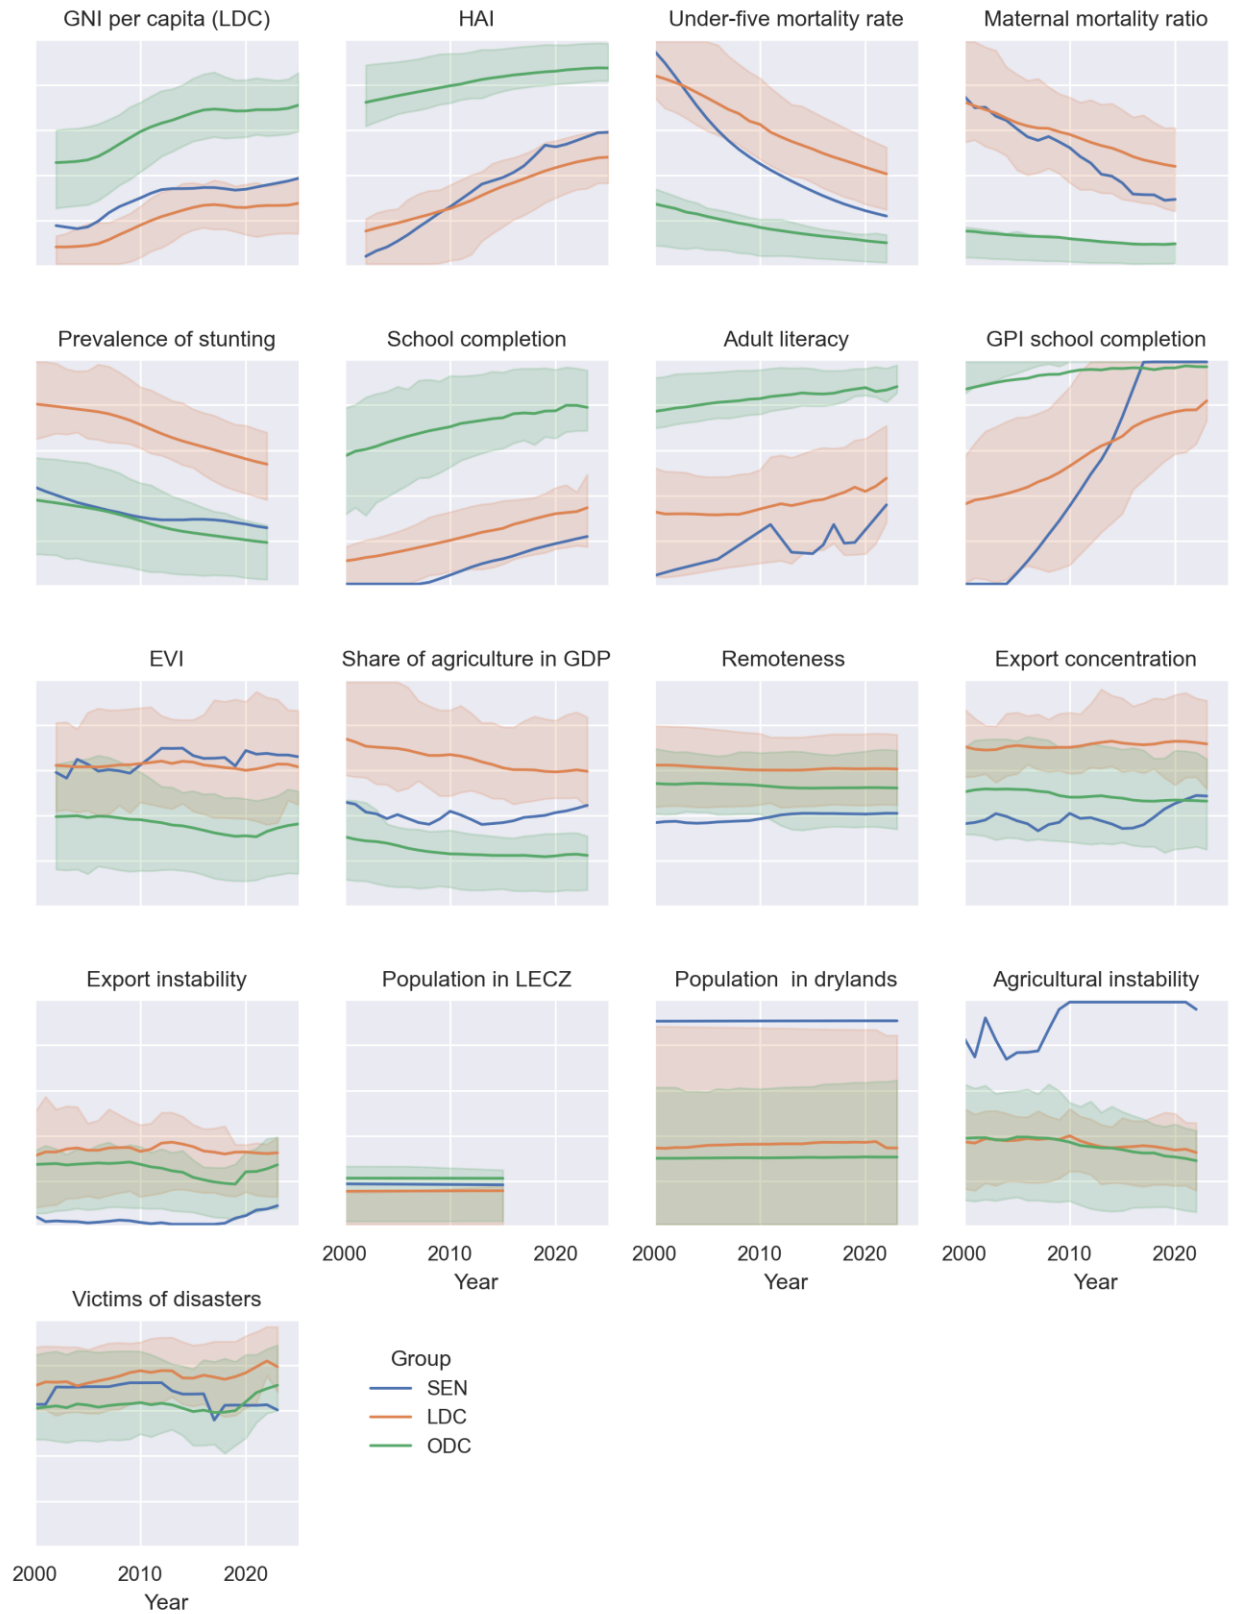 GNI per capita (LDC)
HAI
Under-five mortality rate
Maternal mortality ratio
Prevalence of stunting
School completion
Adult literacy
GPI school completion
EVI
Share of agriculture in GDP
Remoteness
Export concentration
Export instability
Population in LECZ
Population  in drylands
Agricultural instability
2000 2010 2020
Year
2000 2010 2020
Year
2000 2010 2020
Year
Victims of disasters
2000 2010 2020
Year
Group
SEN
LDC
ODC